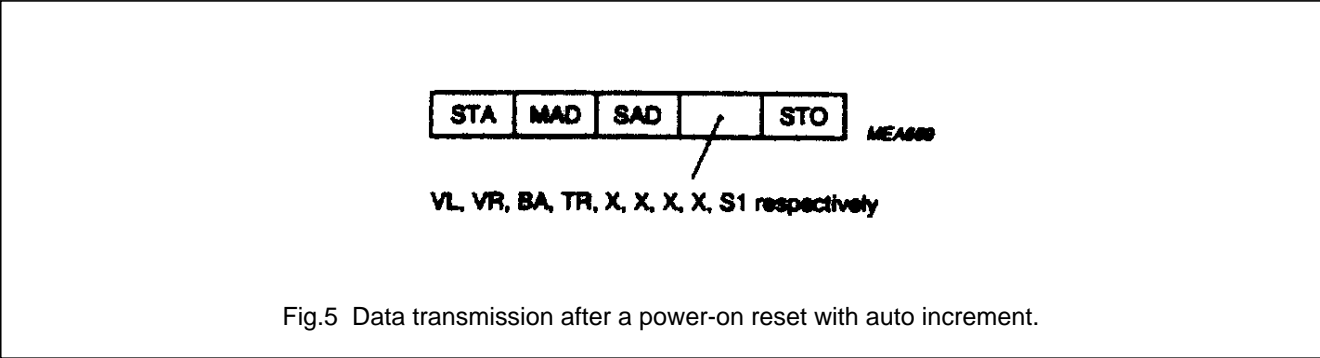 STA MAD SAD STO
VL, VR, BA, TR, X, X, X, X, S1 respectively
Fig.5 Data transmission after a power-on reset with auto increment.